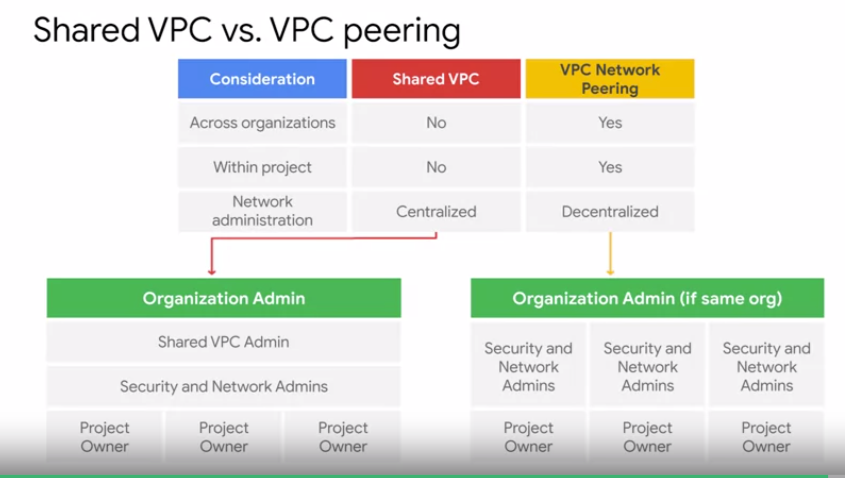 Shared VPC vs. VPC peering
Consideration
Shared VPC
VPC Network
Peering
Across organizations
No
Yes
Within project
No
Yes
Network
administration
Centralized
Decentralized
Organization Admin
Shared VPC Admin
Security and Network Admins
Project
Owner
Project
Owner
Project
Owner
Organization Admin (if same org)
Security and
Network
Admins
Security and
Network
Admins
Security and
Network
Admins
Project
Owner
Project
Owner
Project
Owner